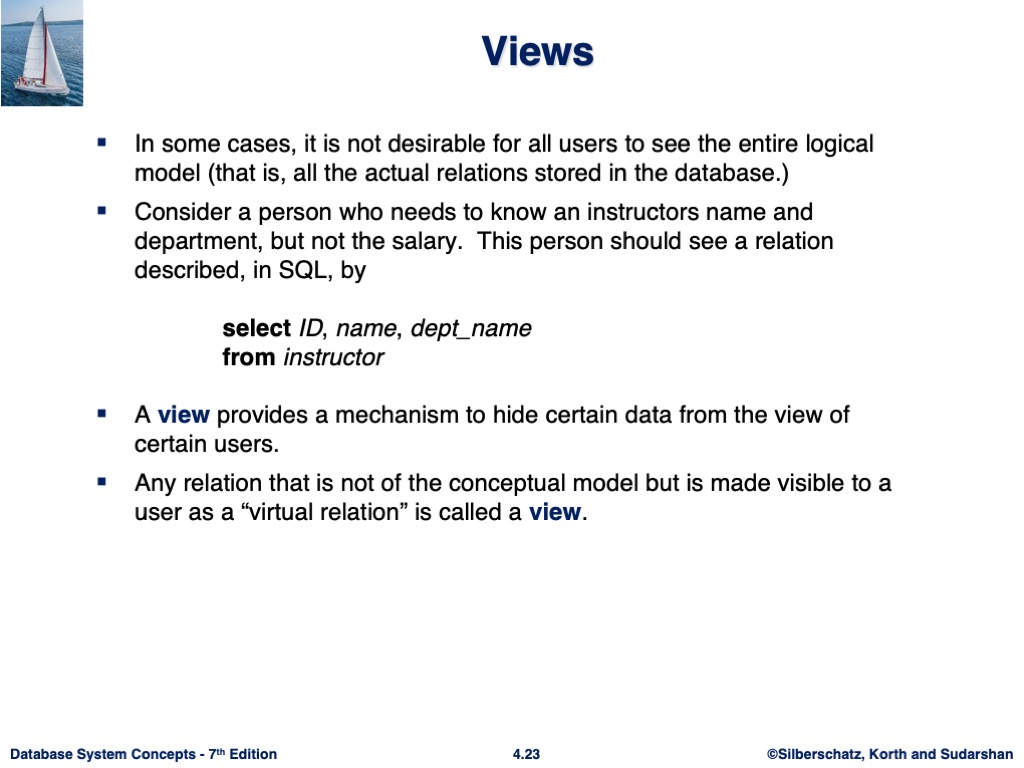 Views
▪ In some cases, it is not desirable for all users to see the entire logical
model (that is, all the actual relations stored in the database.)
▪ Consider a person who needs to know an instructors name and
department, but not the salary.  This person should see a relation
described, in SQL, by
select ID, name, dept_name
from instructor
▪ A view provides a mechanism to hide certain data from the view of
certain users.
▪ Any relation that is not of the conceptual model but is made visible to a
user as a “virtual relation” is called a view.
Database System Concepts - 7th Edition
4.23
©Silberschatz, Korth and Sudarshan